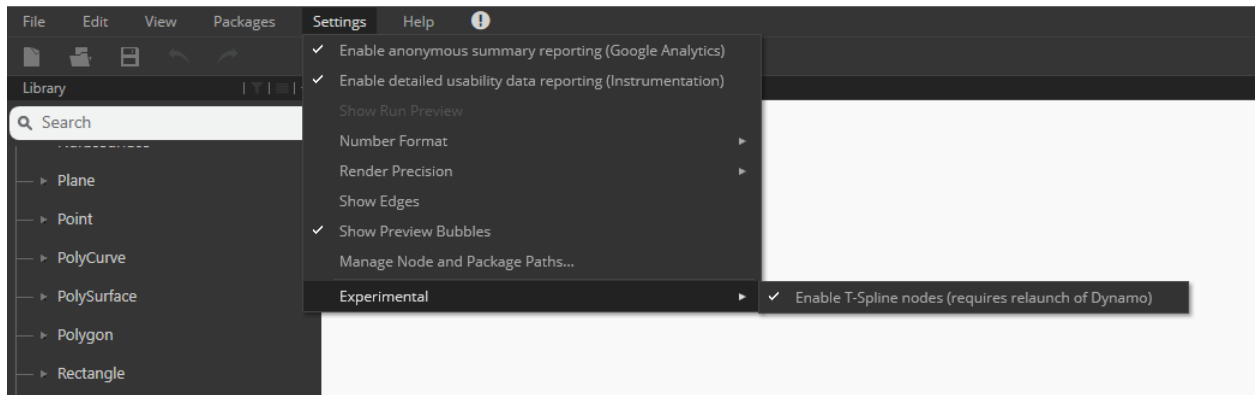 File Edit View Packages Settings Help
Enable anonymous summary reporting (Google Analytics)
Enable detailed usability data reporting (Instrumentation)
Library
Show Run Preview
Search
Number Format
Render Precision
Plane
Show Edges
Point
Show Preview Bubbles
PolyCurve
Manage Node and Package Paths...
PolySurface
Experimental
Enable T-Spline nodes (requires relaunch of Dynamo)
Polygon
Rectangle